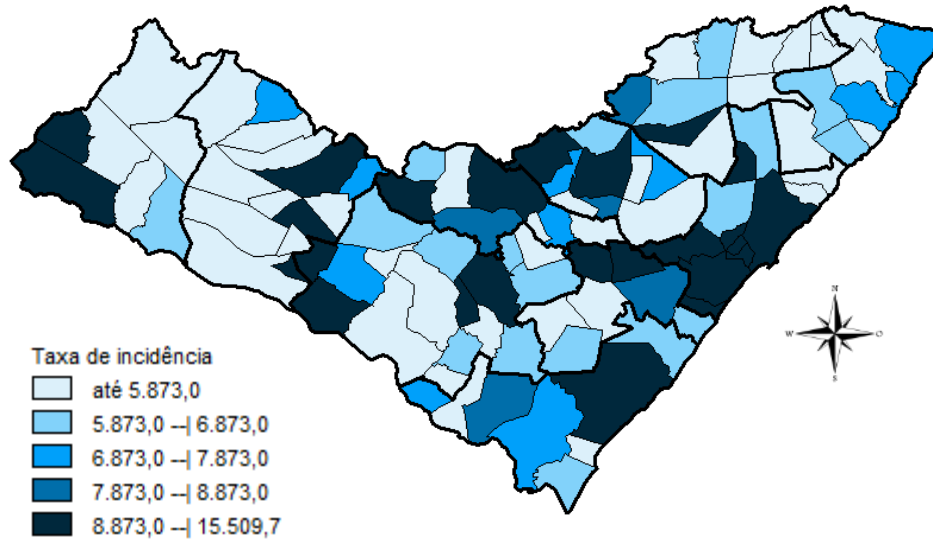 Taxa de incidência
até 5.873,0
5.873,0 --| 6.873,0
6.873,0 --| 7.873,0
7.873,0 --| 8.873,0
8.873,0 --| 15.509,7
N
W O
S